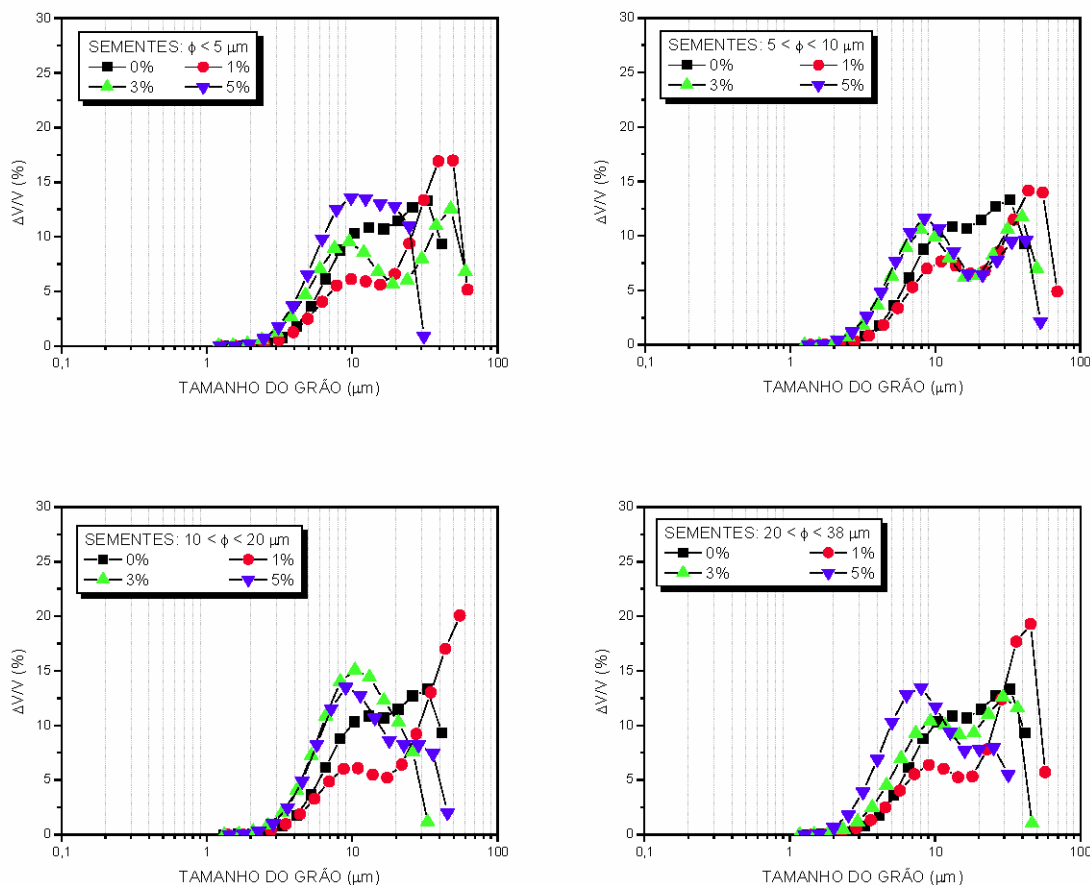 SEMENTES: ϕ < 5 µm
0% 1%
3% 5%
ΔV/V (%)
30
25
20
15
10
5
0
0,1 1 10 100
TAMANHO DO GRÃO (µm)
SEMENTES: 5 < ϕ < 10 µm
0% 1%
3% 5%
ΔV/V (%)
30
25
20
15
10
5
0
0,1 1 10 100
TAMANHO DO GRÃO (µm)
SEMENTES: 10 < ϕ < 20 µm
0% 1%
3% 5%
ΔV/V (%)
30
25
20
15
10
5
0
0,1 1 10 100
TAMANHO DO GRÃO (µm)
SEMENTES: 20 < ϕ < 38 µm
0% 1%
3% 5%
ΔV/V (%)
30
25
20
15
10
5
0
0,1 1 10 100
TAMANHO DO GRÃO (µm)